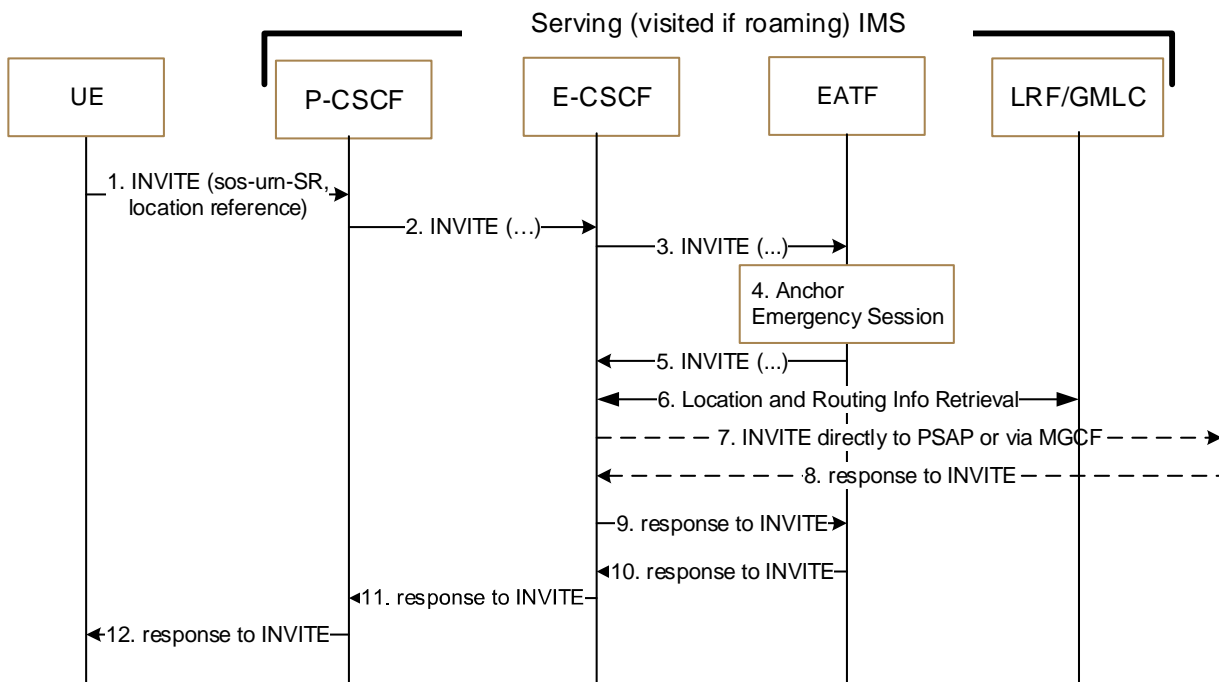 Serving (visited if roaming) IMS
UE
P-CSCF
E-CSCF
EATF
LRF/GMLC
1. INVITE (sos-urn-SR,
location reference)
2. INVITE (…)
3. INVITE (...)
4. Anchor
Emergency Session
5. INVITE (...)
6. Location and Routing Info Retrieval
7. INVITE directly to PSAP or via MGCF
8. response to INVITE
9. response to INVITE
10. response to INVITE
11. response to INVITE
12. response to INVITE